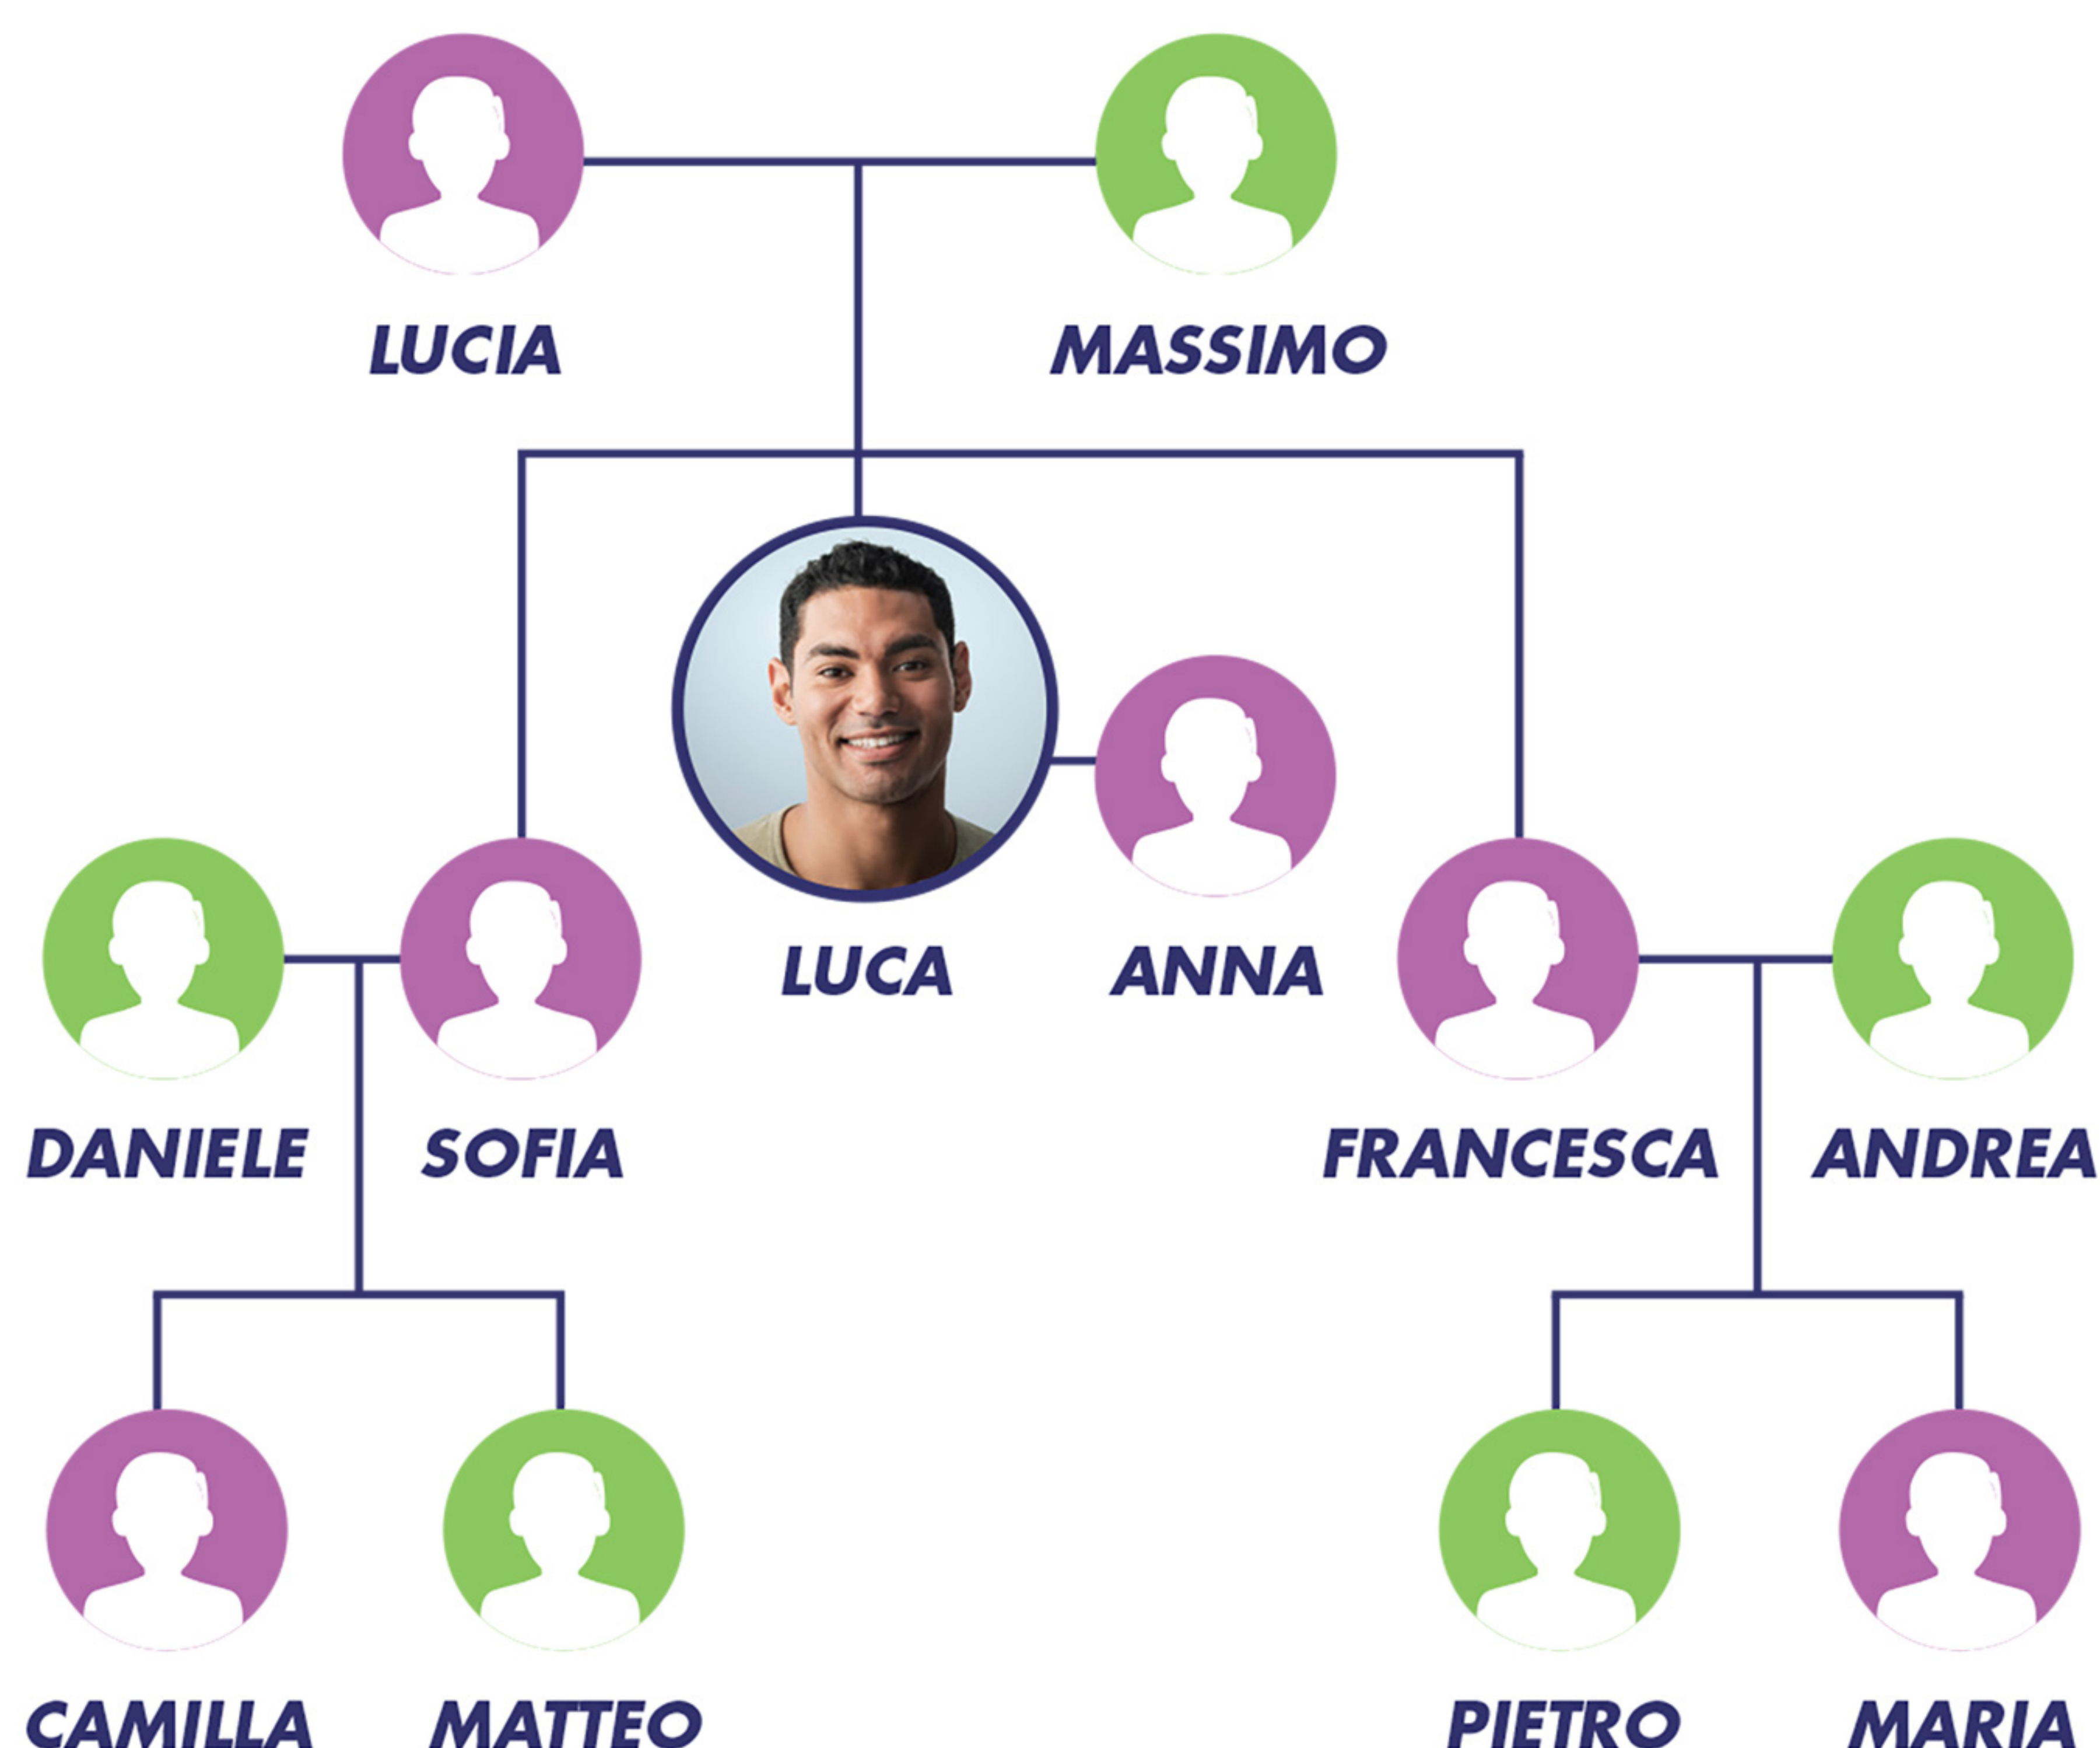 LUCIA MASSIMO
LUCA ANNA
DANIELE SOFIA FRANCESCA ANDREA
CAMILLA MATTEO PIETRO MARIA